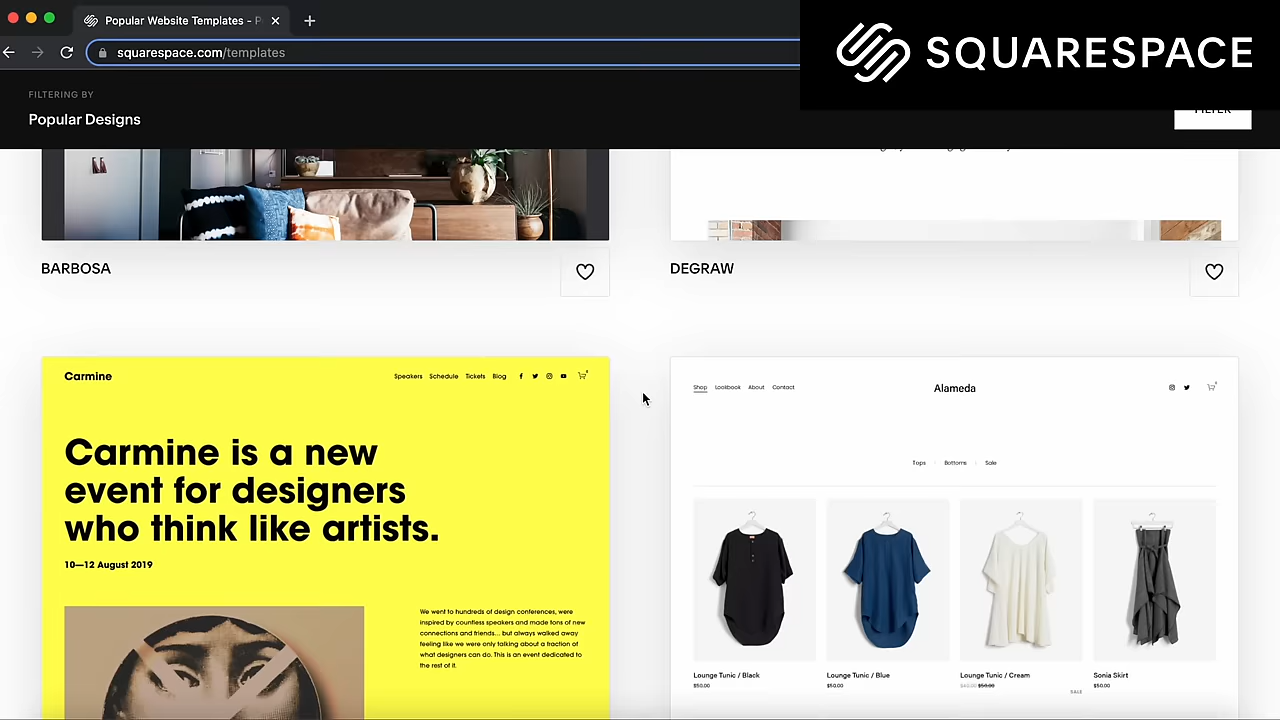 Popular Website Templates - P
squarespace.com/templates
SQUARESPACE
FILTERING BY
Popular Designs
BARBOSA
DEGRAW
Carmine
Speakers Schedule Tickets Blog
Carmine is a new
event for designers
who think like artists.
10—12 August 2019
We went to hundreds of design conferences, were
inspired by countless speakers and made tons of new
connections and friends... but always walked away
feeling like we were only talking about a fraction of
what designers can do. This is an event dedicated to
the rest of it.
Shop Lookbook About Contact
Alameda
Tops Bottoms Sale
Lounge Tunic / Black
$50.00
Lounge Tunic / Blue
$50.00
Lounge Tunic / Cream
$50.00
SALE
Sonia Skirt
$50.00